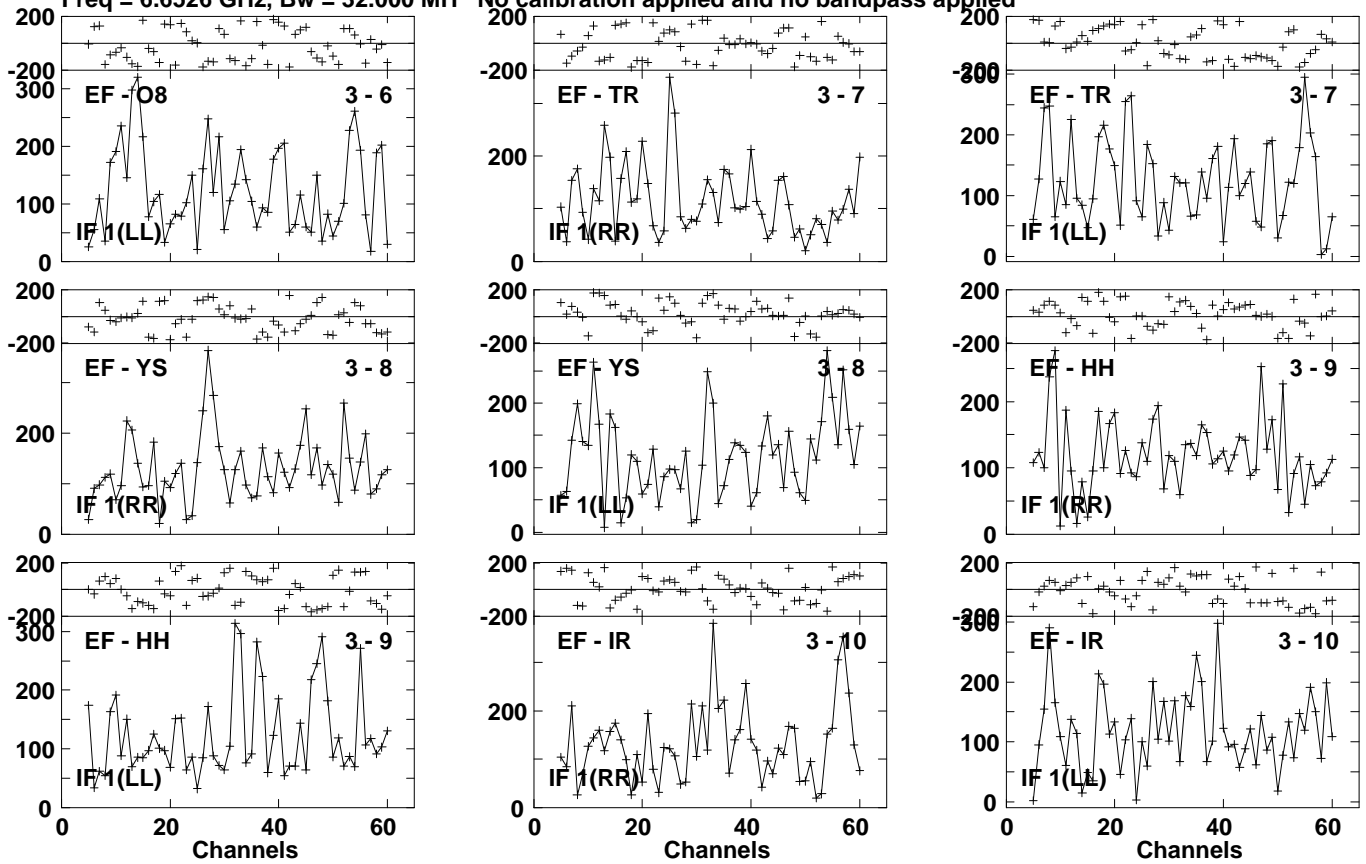 Freq = 6.6526 GHz, Bw = 32.000 MH No calibration applied and no bandpass applied
200
-200
300
200
100
0
EF - O8 3 - 6
IF 1(LL)
200
0
EF - TR 3 - 7
IF 1(RR)
-200
300
200
100
0
EF - TR 3 - 7
IF 1(LL)
200
-200
200
0
EF - YS 3 - 8
IF 1(RR)
200
-200
200
100
0
EF - YS 3 - 8
IF 1(LL)
200
-200
200
100
0
EF - HH 3 - 9
IF 1(RR)
200
-200
300
200
100
0
EF - HH 3 - 9
IF 1(LL)
200
0
EF - IR 3 - 10
IF 1(RR)
-200
300
200
100
0
EF - IR 3 - 10
IF 1(LL)
0 20 40 60
Channels
0 20 40 60
Channels
0 20 40 60
Channels